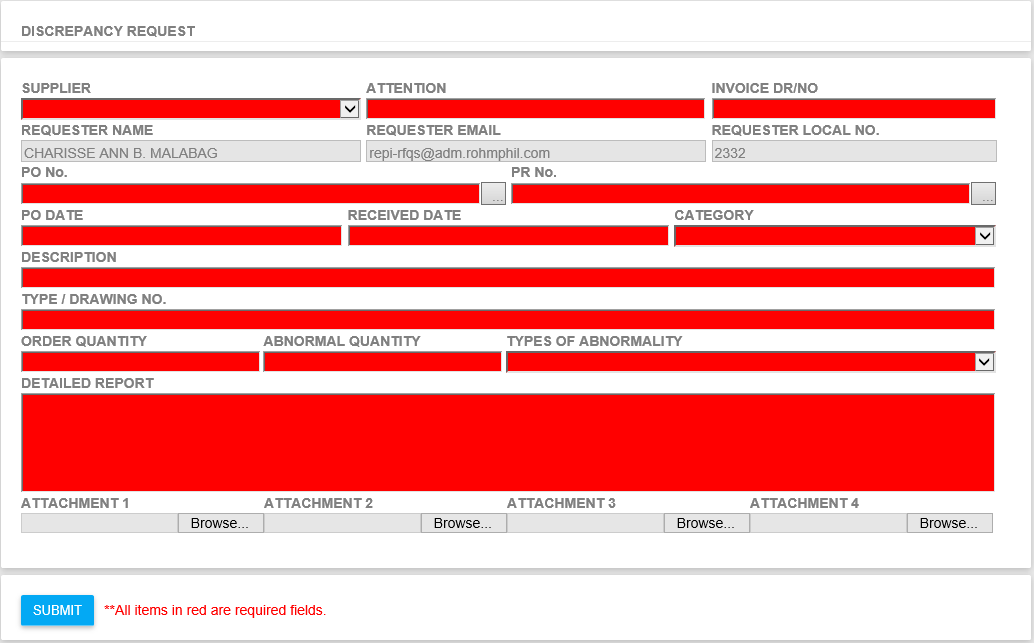 DISCREPANCY REQUEST
SUPPLIER ATTENTION INVOICE DR/NO
REQUESTER NAME REQUESTER EMAIL REQUESTER LOCAL NO.
CHARISSE ANN B. MALABAG repi-rfqs@adm.rohmphil.com 2332
PO No. PR No.
... ...
PO DATE RECEIVED DATE CATEGORY
DESCRIPTION
TYPE / DRAWING NO.
ORDER QUANTITY ABNORMAL QUANTITY TYPES OF ABNORMALITY
DETAILED REPORT
ATTACHMENT 1 ATTACHMENT 2 ATTACHMENT 3 ATTACHMENT 4
Browse... Browse... Browse... Browse...
SUBMIT **All items in red are required fields.